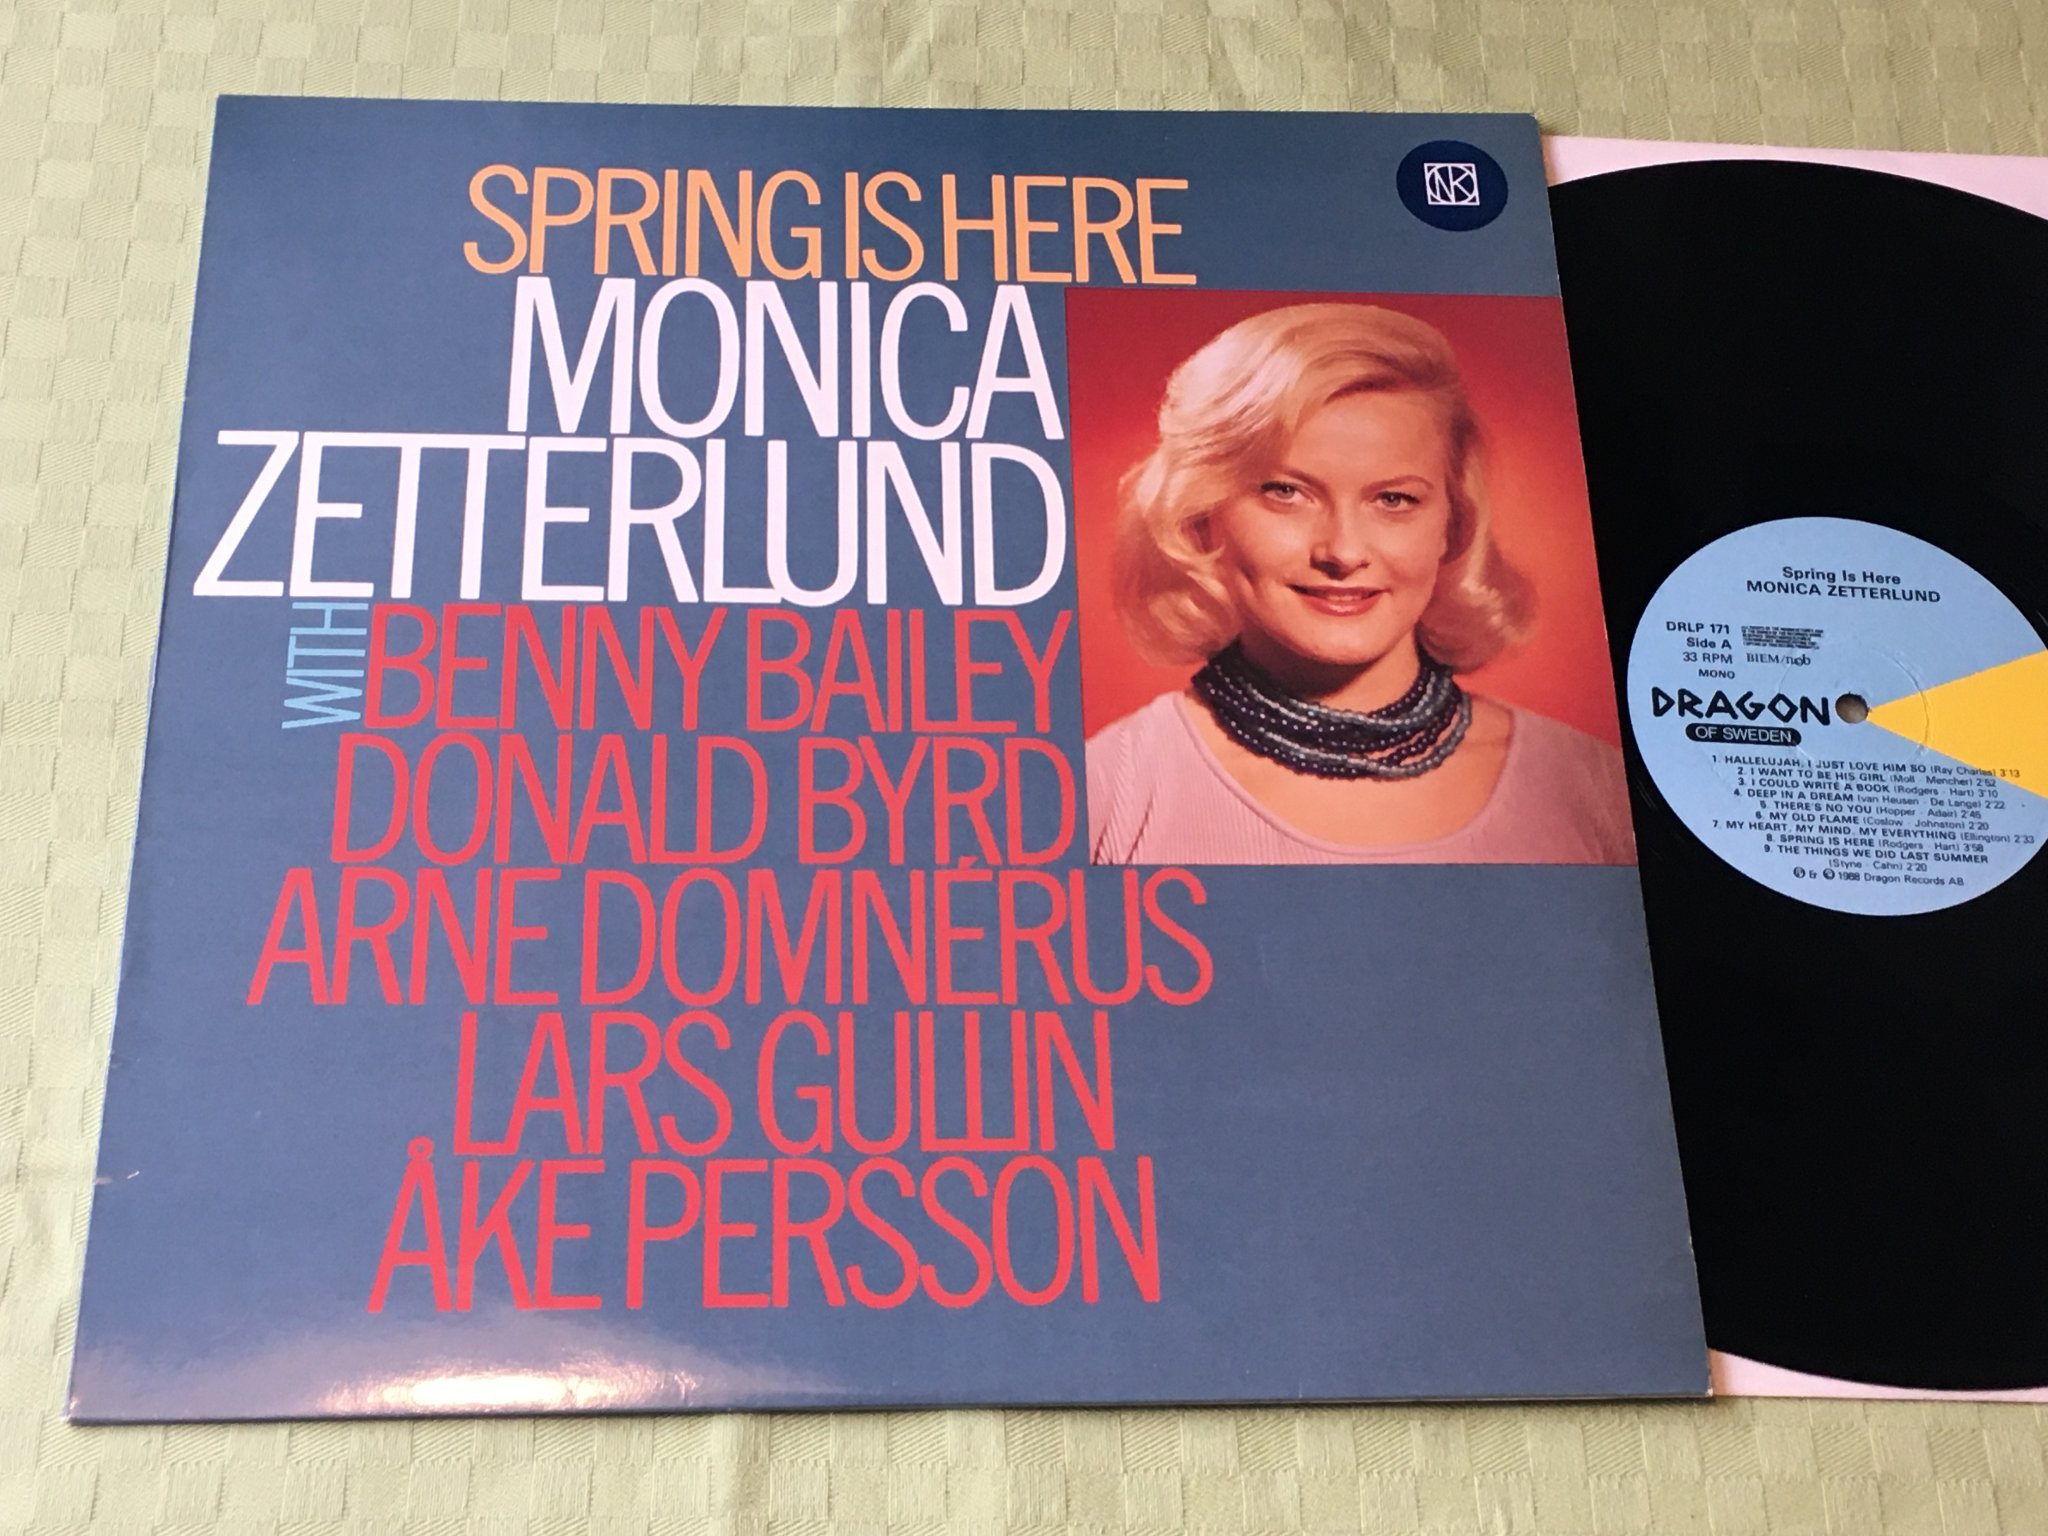 SPRING IS HERE
MONICA
ZETTERLUND
WITH
BENNY BAILEY
DONALD BYRD
ARNE DOMNÉRUS
LARS GULLIN
ÅKE PERSSON
NK
Spring Is Here
MONICA ZETTERLUND
DRLP 171
Side A
33 RPM
MONO
BIEM/ncb
DRAGON
OF SWEDEN
1. HALLELUJAH, I JUST LOVE HIM SO (Ray Charles) 3'13
2. I WANT TO BE HIS GIRL (Moll - Mencher) 2'52
3. I COULD WRITE A BOOK (Rodgers - Hart) 3'10
4. DEEP IN A DREAM (van Heusen - De Lange) 2'22
5. THERE'S NO YOU (Hopper - Adair) 2'45
6. MY OLD FLAME (Coslow - Johnston) 2'20
7. MY HEART, MY MIND, MY EVERYTHING (Ellington) 2'33
8. SPRING IS HERE (Rodgers - Hart) 3'58
9. THE THINGS WE DID LAST SUMMER
(Styne - Cahn) 2'20
℗ & © 1988 Dragon Records AB